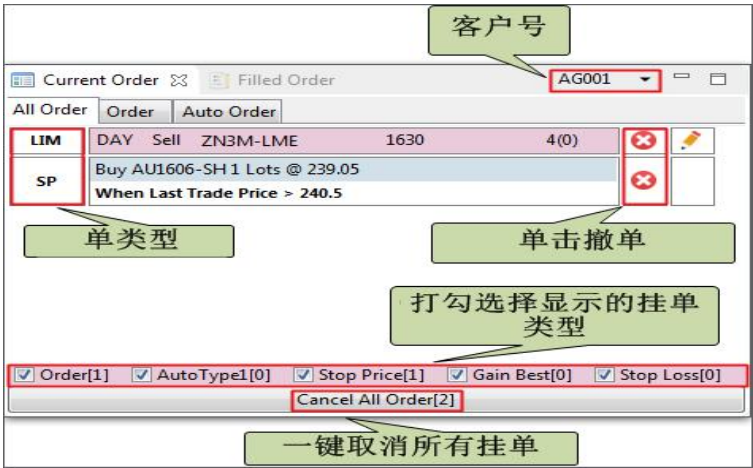 客户号
Current Order Filled Order AG001
All Order Order Auto Order
LIM DAY Sell ZN3M-LME 1630 4(0)
SP Buy AU1606-SH 1 Lots @ 239.05
When Last Trade Price > 240.5
单类型 单击撤单
打勾选择显示的挂单
类型
Order[1] AutoType1[0] Stop Price[1] Gain Best[0] Stop Loss[0]
Cancel All Order[2]
一键取消所有挂单